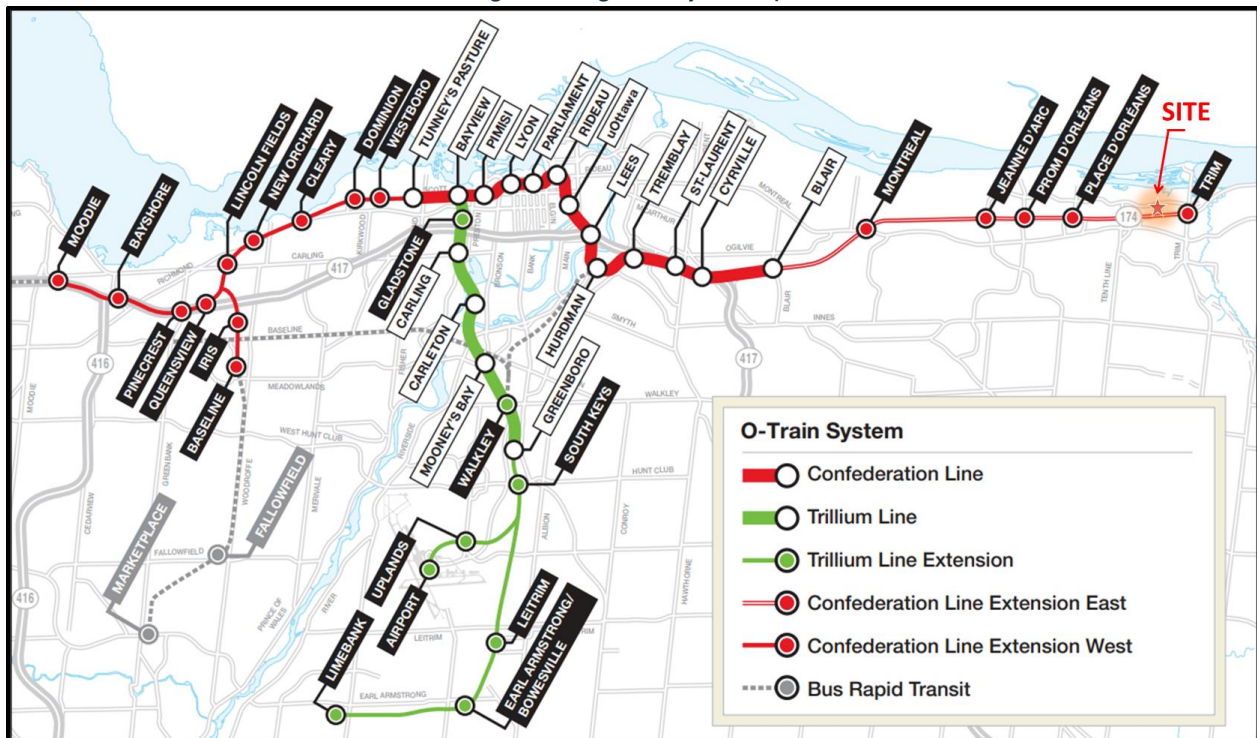 MOODIE
BAYSHORE
LINCOLN FIELDS
NEW ORCHARD
CLEARY
DOMINION
WESTBORO
TUNNEY'S PASTURE
BAYVIEW
PIMISI
LYON
PARLIAMENT
RIDEAU
uOttawa
LEES
TREMBLAY
ST-LAURENT
CYRVILLE
BLAIR
MONTREAL
JEANNE D'ARC
PROM D'ORLÉANS
PLACE D'ORLÉANS
SITE
TRIM
PINECREST
QUEENSVIEW
IRIS
BASELINE
GLADSTONE
CARLING
CARLETON
MOONEY'S BAY
WALKLEY
HURDMAN
GREENBORO
SOUTH KEYS
UPLANDS
AIRPORT
LIMEBANK
LEITRIM
EARL ARMSTRONG/
BOWESVILLE
MARKETPLACE
FALLOWFIELD
RICHMOND
CARLING
417
KIRKWOOD
SCOTT
PRESTON
BRONSON
BANK
ELGIN
MAIN
RIDEAU
MCARTHUR
MONTREAL
OGILVIE
BLAIR
INNES
174
TENTH LINE
TRIM
417
416
416
MOODIE
BASELINE
MEADOWLANDS
FISHER
SMYTH
WALKLEY
WEST HUNT CLUB
HUNT CLUB
RIVERSIDE
CEDARVIEW
GREENBANK
WOODROFFE
MERIVALE
FALLOWFIELD
PRINCE OF
WALES
RIVER
LEITRIM
EARL ARMSTRONG
ALBION
CONROY
HAWTHORNE
O-Train System
Confederation Line
Trillium Line
Trillium Line Extension
Confederation Line Extension East
Confederation Line Extension West
Bus Rapid Transit